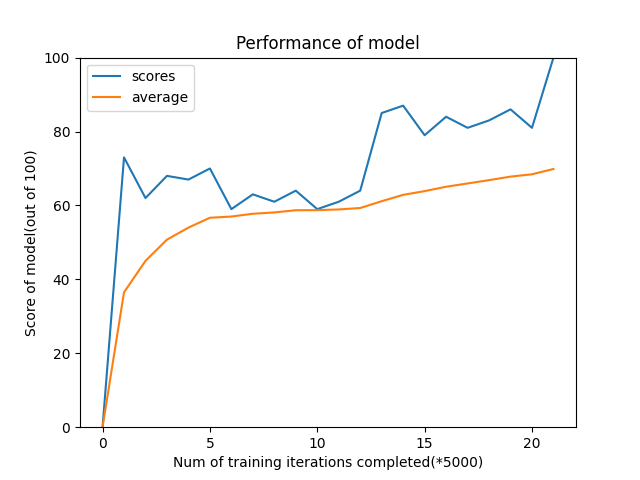 Performance of model
scores
average
100
80
60
40
20
0
Score of model(out of 100)
0 5 10 15 20
Num of training iterations completed(*5000)